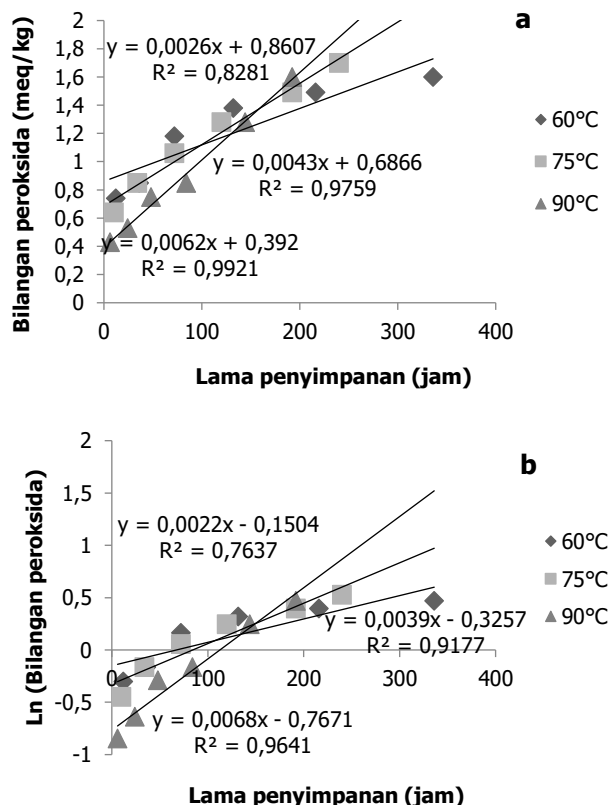 a
Bilangan peroksida (meq/kg)
2
1,8
1,6
1,4
1,2
1
0,8
0,6
0,4
0,2
0
y = 0,0026x + 0,8607
R² = 0,8281
y = 0,0043x + 0,6866
R² = 0,9759
y = 0,0062x + 0,392
R² = 0,9921
60°C
75°C
90°C
0 100 200 300 400
Lama penyimpanan (jam)
b
Ln (Bilangan peroksida)
2
1,5
1
0,5
0
-0,5
-1
y = 0,0022x - 0,1504
R² = 0,7637
y = 0,0039x - 0,3257
R² = 0,9177
y = 0,0068x - 0,7671
R² = 0,9641
60°C
75°C
90°C
0 100 200 300 400
Lama penyimpanan (jam)